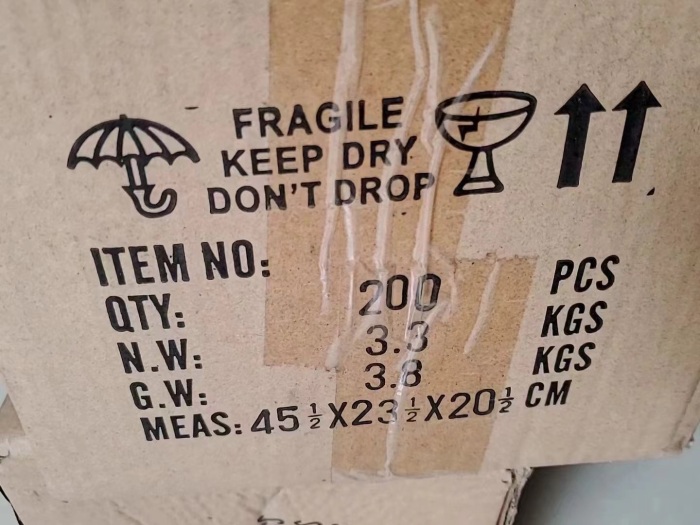 FRAGILE
KEEP DRY
DON'T DROP
ITEM NO:
QTY: 200 PCS
N.W: 3.3 KGS
G.W: 3.8 KGS
MEAS: 45½X23½X20½ CM